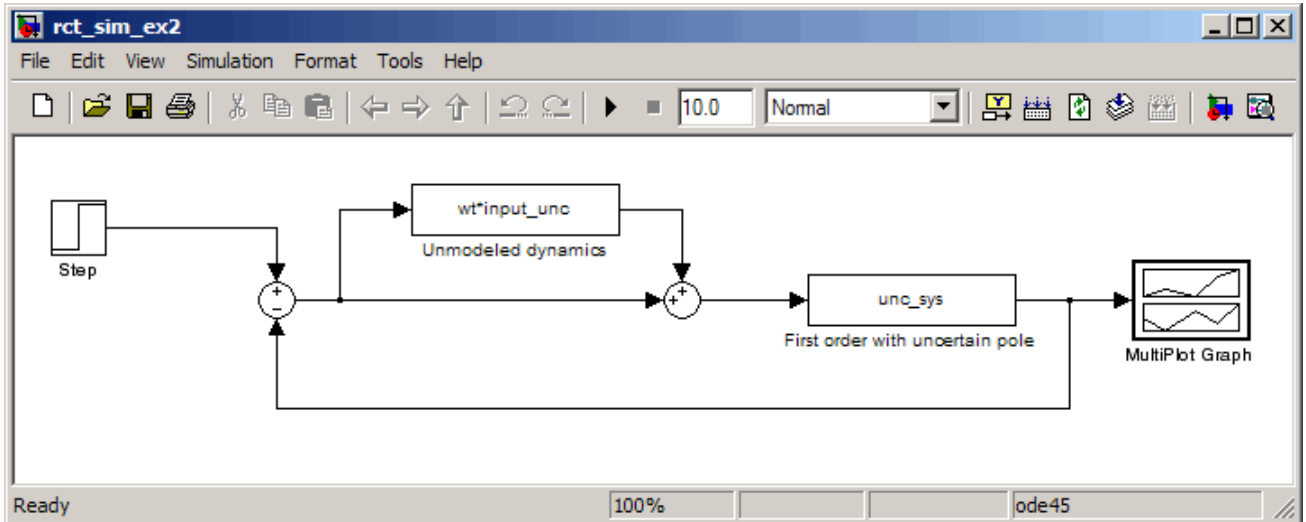 rct_sim_ex2
File Edit View Simulation Format Tools Help
10.0 Normal
wt*input_unc
Unmodeled dynamics
Step
+
−
+
+
unc_sys
First order with uncertain pole
MultiPlot Graph
Ready 100% ode45